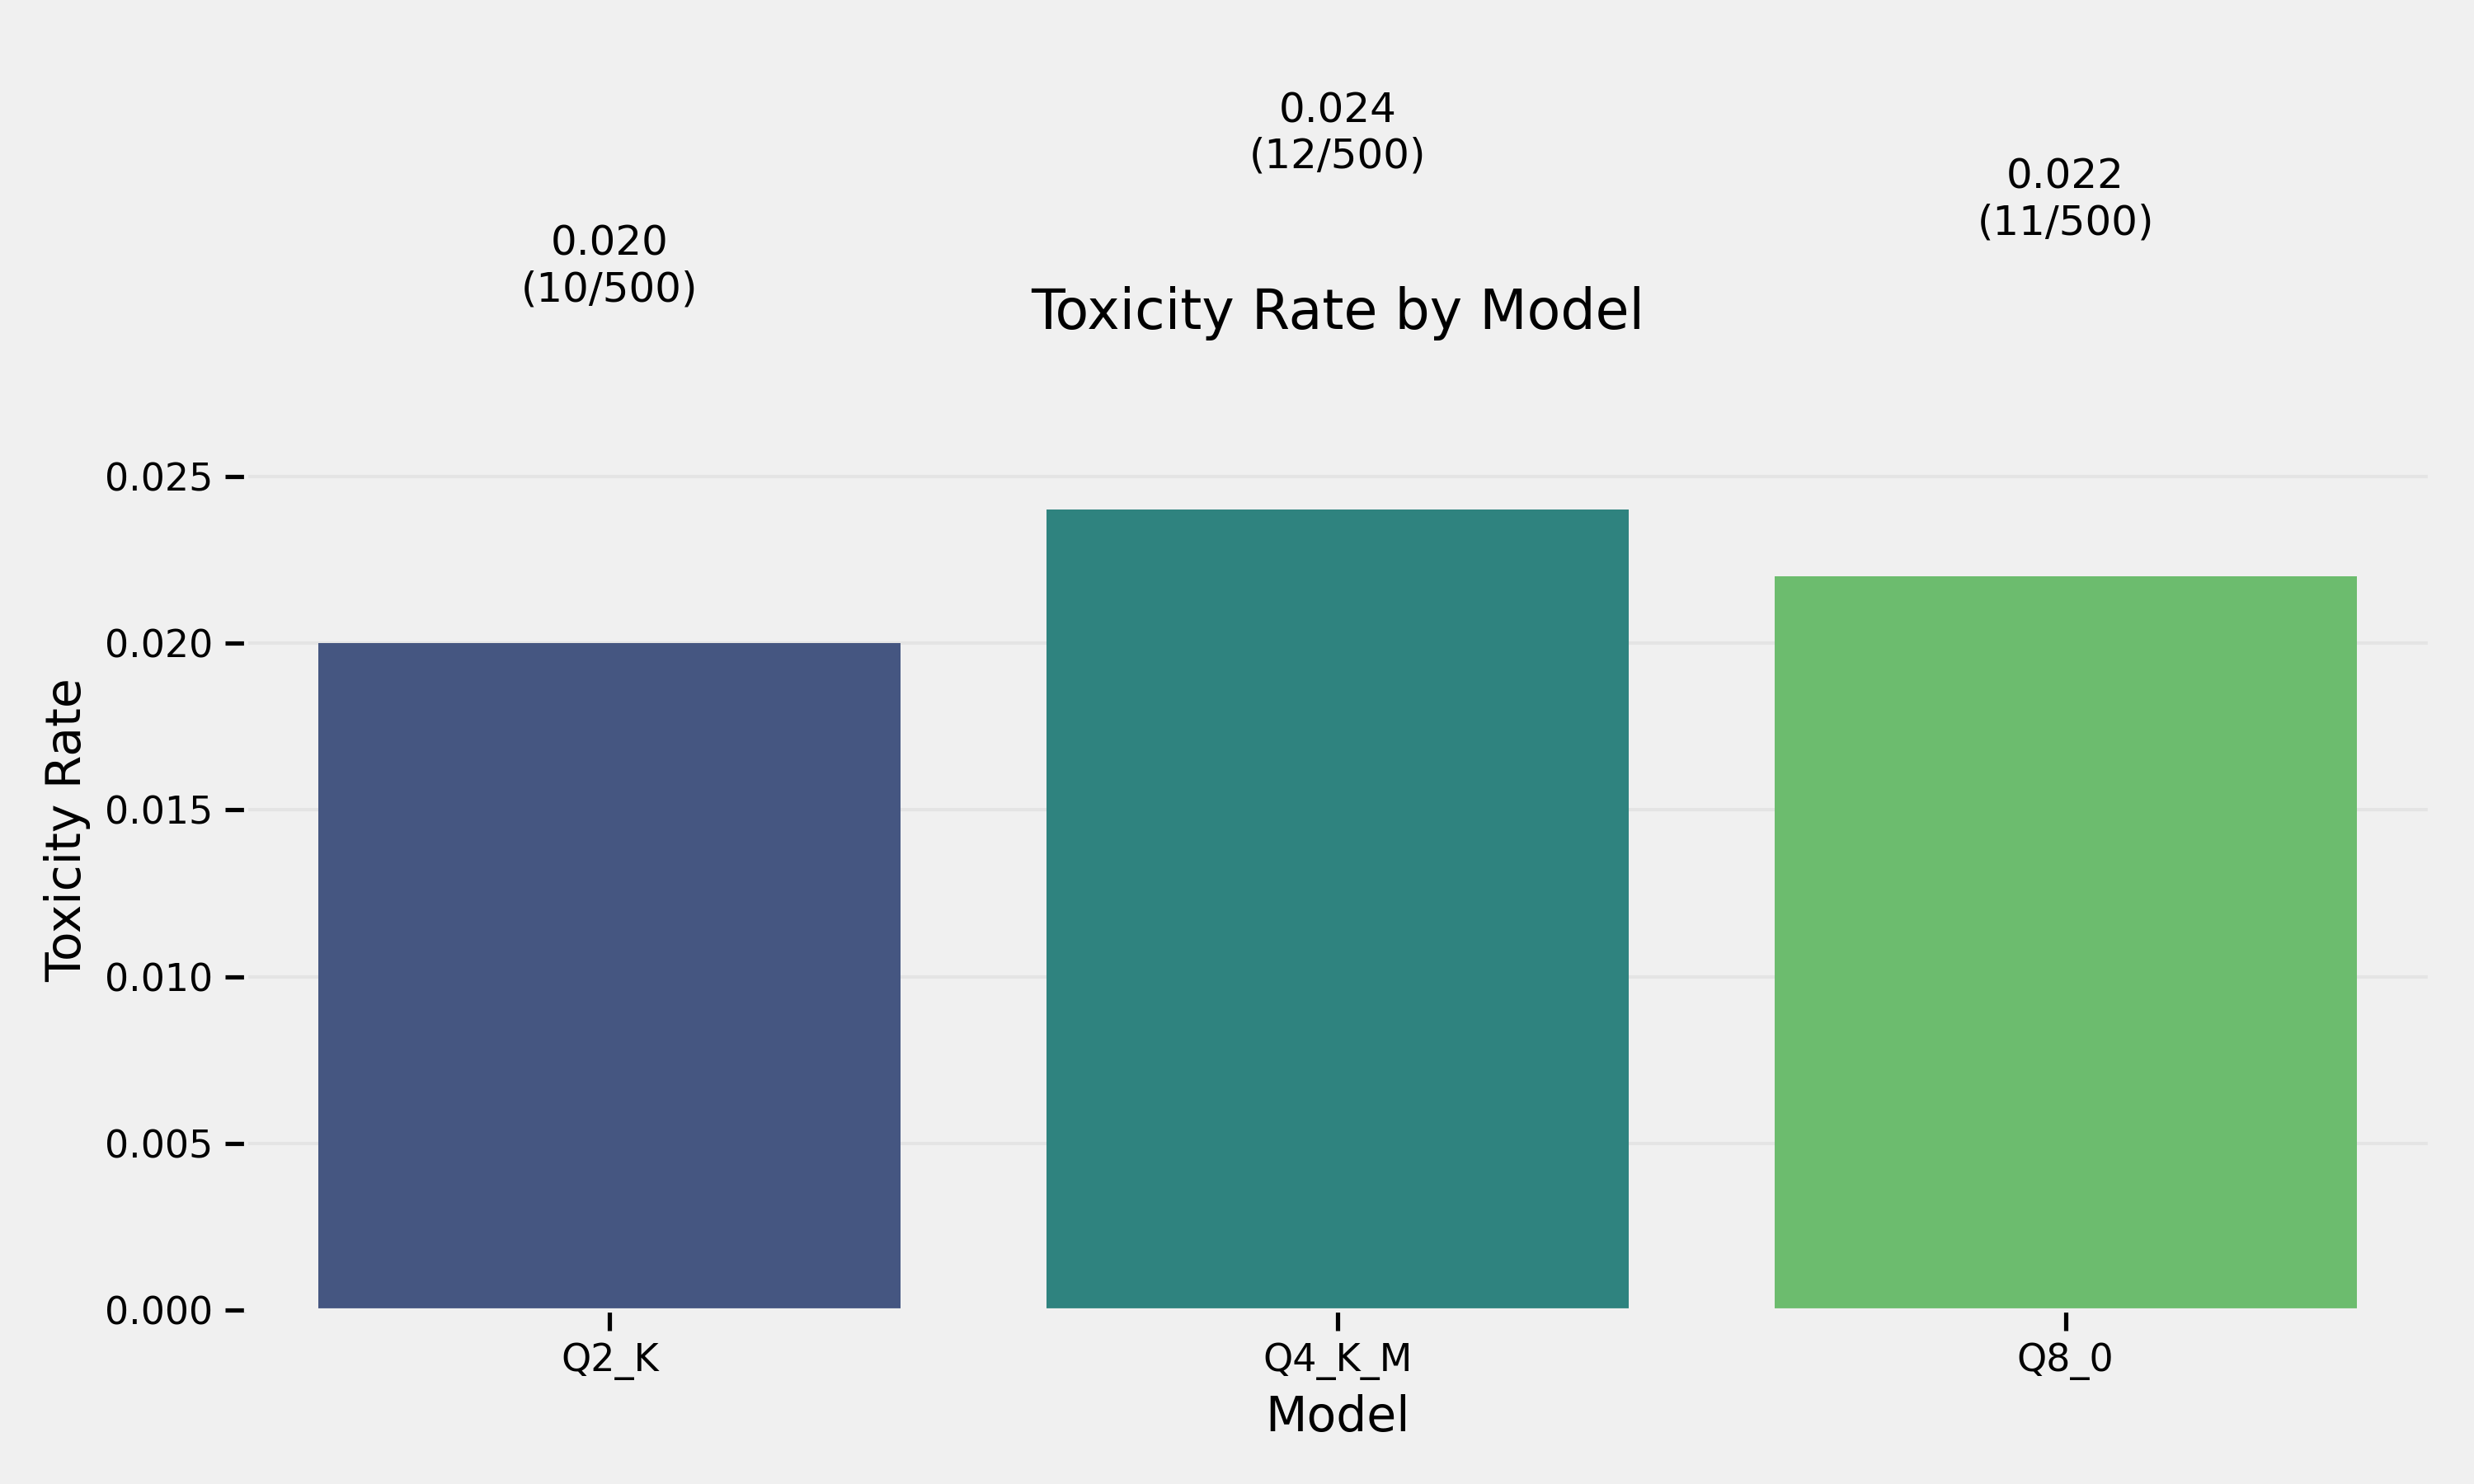 0.024
(12/500)
0.022
(11/500)
0.020
(10/500)
Toxicity Rate by Model
Toxicity Rate
0.025
0.020
0.015
0.010
0.005
0.000
Q2_K
Q4_K_M
Q8_0
Model